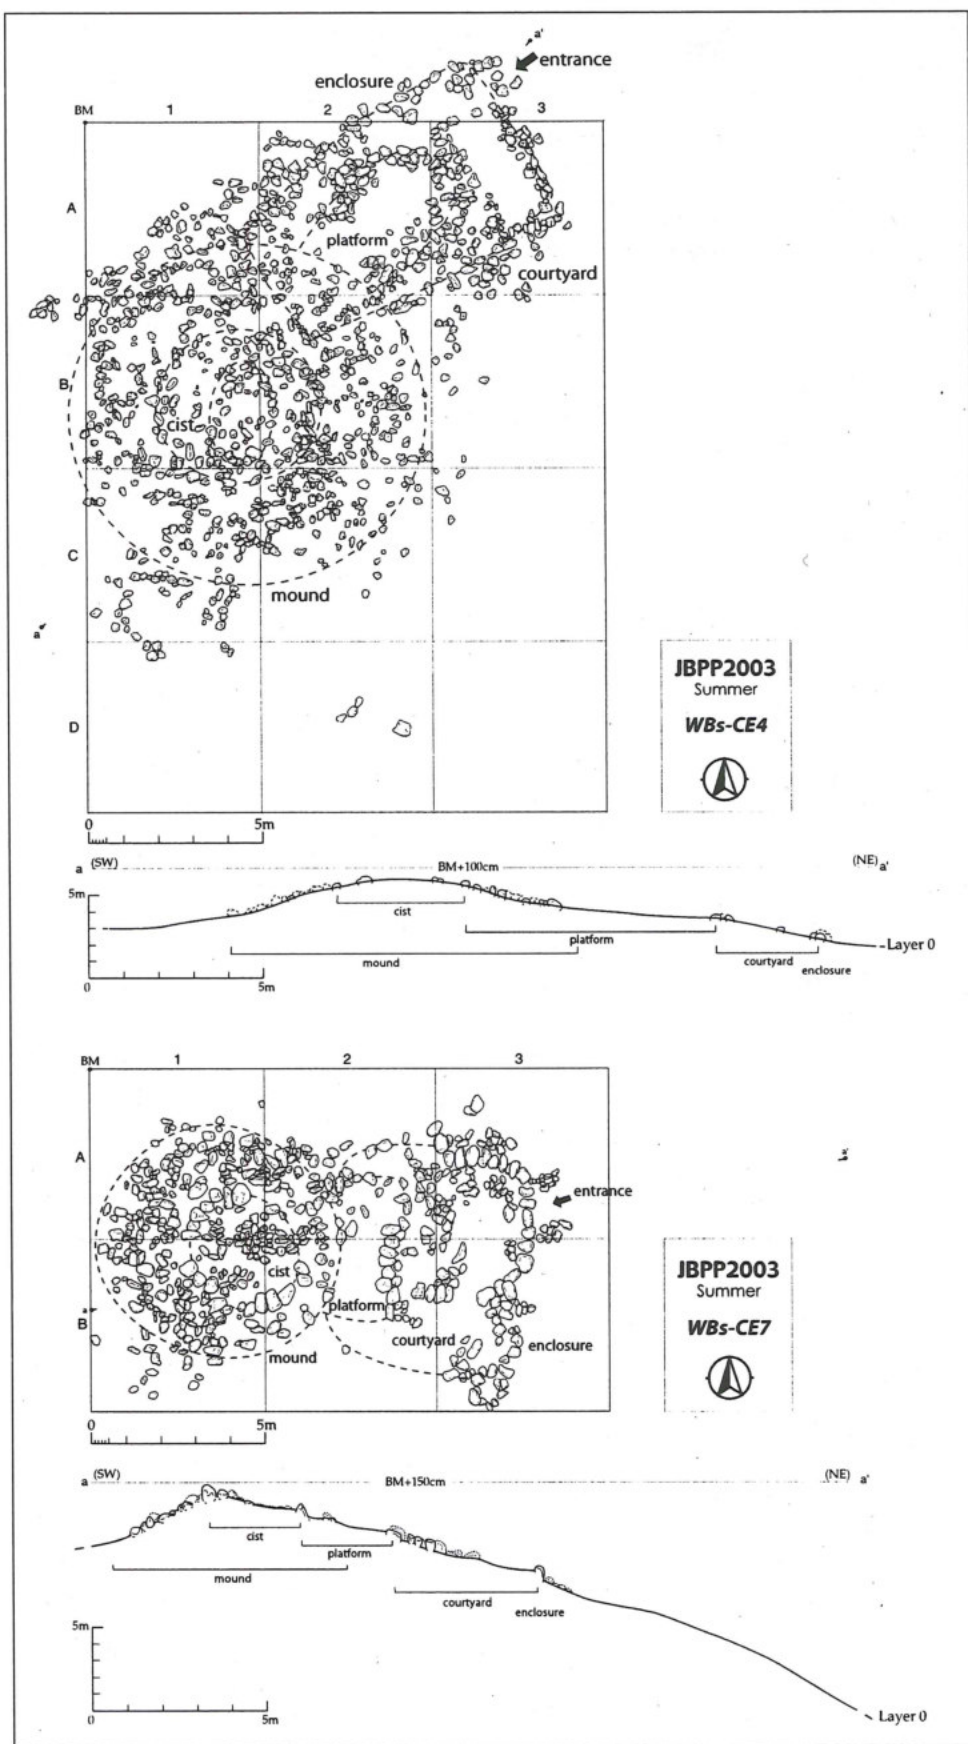 a'
entrance
enclosure
BM 1 2 3
A
platform
courtyard
B
cist
C
mound
a
D
JBPP2003
Summer
WBs-CE4
0 5m
a (SW) BM+100cm (NE) a'
5m
cist
platform
Layer 0
mound
courtyard
enclosure
0 5m
BM 1 2 3
A
a'
entrance
cist
platform
a
B
courtyard
enclosure
mound
JBPP2003
Summer
WBs-CE7
0 5m
a (SW) BM+150cm (NE) a'
cist
platform
mound
courtyard
enclosure
5m
0 5m
Layer 0